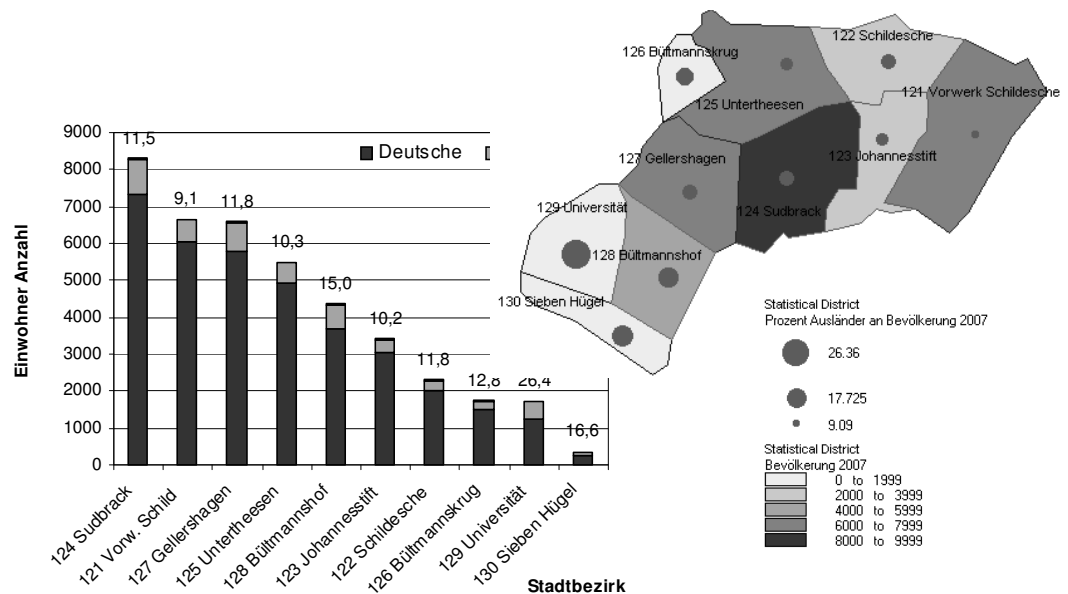 9000
8000
7000
6000
5000
4000
3000
2000
1000
0
Einwohner Anzahl
11,5
9,1
11,8
10,3
15,0
10,2
11,8
12,8
26,4
16,6
Deutsche
124 Sudbrack
121 Vorw. Schild
127 Gellershagen
125 Untertheesen
128 Bültmannshof
123 Johannesstift
122 Schildesche
126 Bültmannskrug
129 Universität
130 Sieben Hügel
Stadtbezirk
122 Schildesche
126 Bültmannskrug
121 Vorwerk Schildesche
125 Untertheesen
127 Gellershagen
123 Johannesstift
129 Universität
124 Sudbrack
128 Bültmannshof
130 Sieben Hügel
Statistical District
Prozent Ausländer an Bevölkerung 2007
26.36
17.725
9.09
Statistical District
Bevölkerung 2007
0 to 1999
2000 to 3999
4000 to 5999
6000 to 7999
8000 to 9999